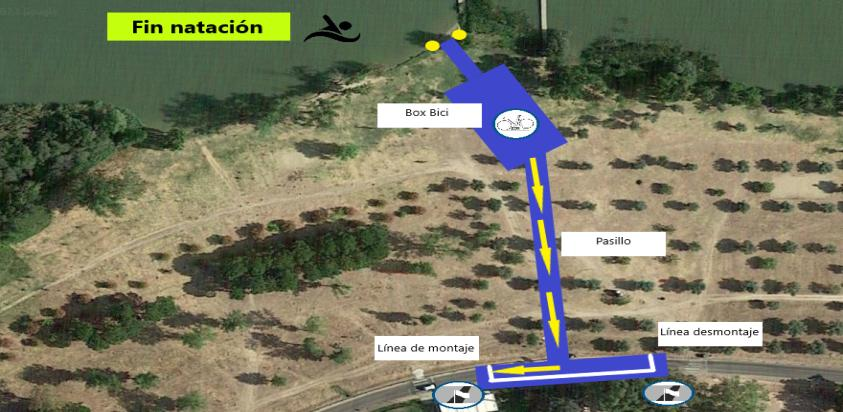 Fin natación
Box Bici
Pasillo
Línea desmontaje
Línea de montaje